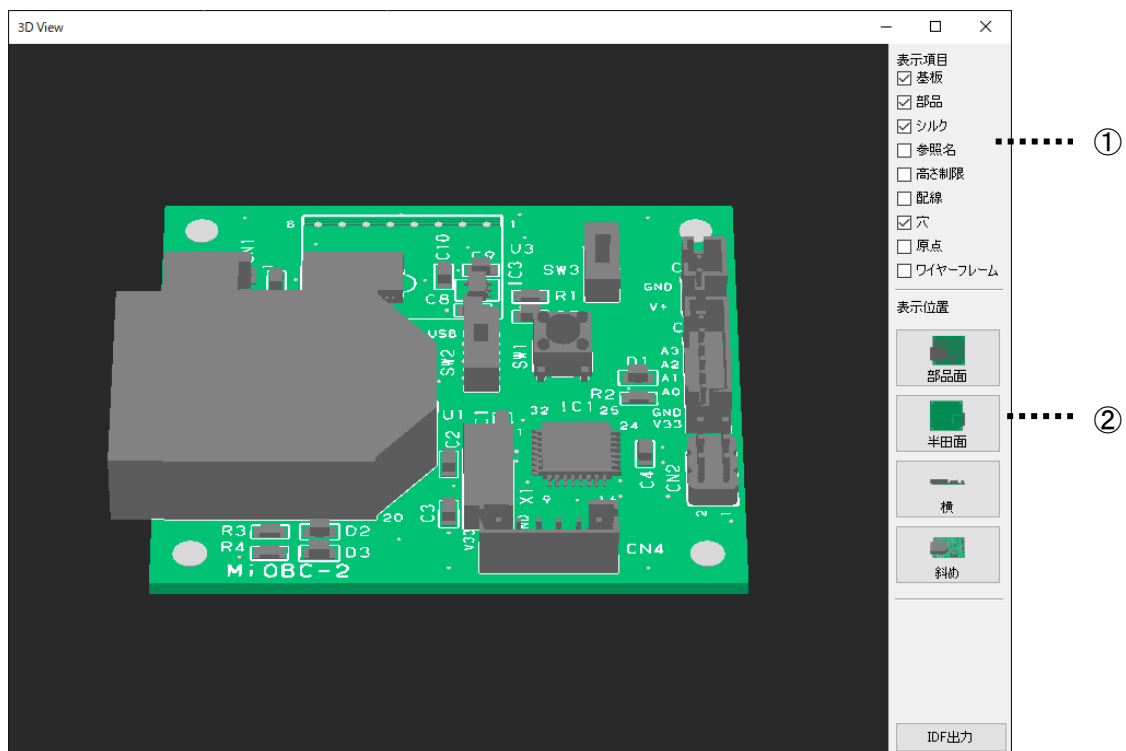 3D View
表示項目
基板
部品
シルク
参照名
高さ制限
配線
穴
原点
ワイヤーフレーム
①
表示位置
部品面
半田面
②
横
斜め
IDF出力
8
1
C10
U3
IC3
SW3
C
GND
V+
C8
R1
USB
SW2
SW1
C
A3
A2
A1
A0
D1
R2
GND
V33
U1
32
IC1
25
24
C2
C4
CN2
X1
9
2
1
20
C3
V33
R3
D2
R4
D3
CN4
MiOBC-2